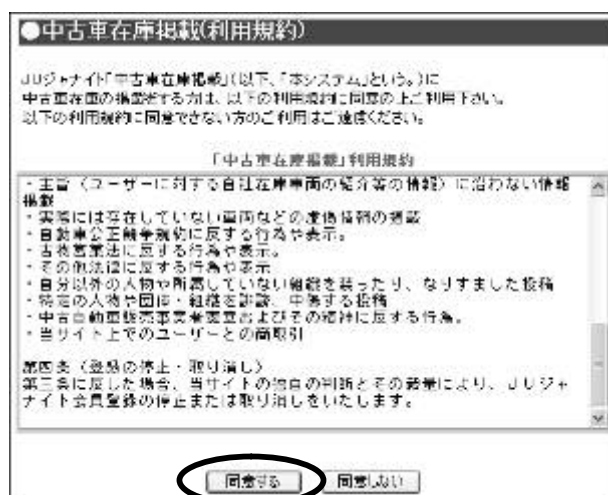 ●中古車在庫掲載(利用規約)
JUジャナイト「中古車在庫掲載」(以下、「本システム」という。)に
中古車在庫の掲載をする方は、以下の利用規約に同意の上ご利用下さい。
以下の利用規約に同意できない方のご利用はご遠慮ください。
「中古車在庫掲載」利用規約
・主旨（ユーザーに対する自社在庫車両の紹介等の情報）に沿わない情報
掲載
・実際には存在していない車両などの虚偽情報の掲載
・自動車公正競争規約に反する行為や表示。
・古物営業法に反する行為や表示。
・その他法律に反する行為や表示
・自分以外の人物や所属していない組織を装ったり、なりすました投稿
・特定の人物や団体・組織を誹謗、中傷する投稿
・中古自動車販売事業者憲章およびその精神に反する行為。
・当サイト上でのユーザーとの商取引
第四条（登録の停止・取り消し）
第三条に反した場合、当サイトの独自の判断とその裁量により、ＪＵジャ
ナイト会員登録の停止または取り消しをいたします。
同意する 同意しない